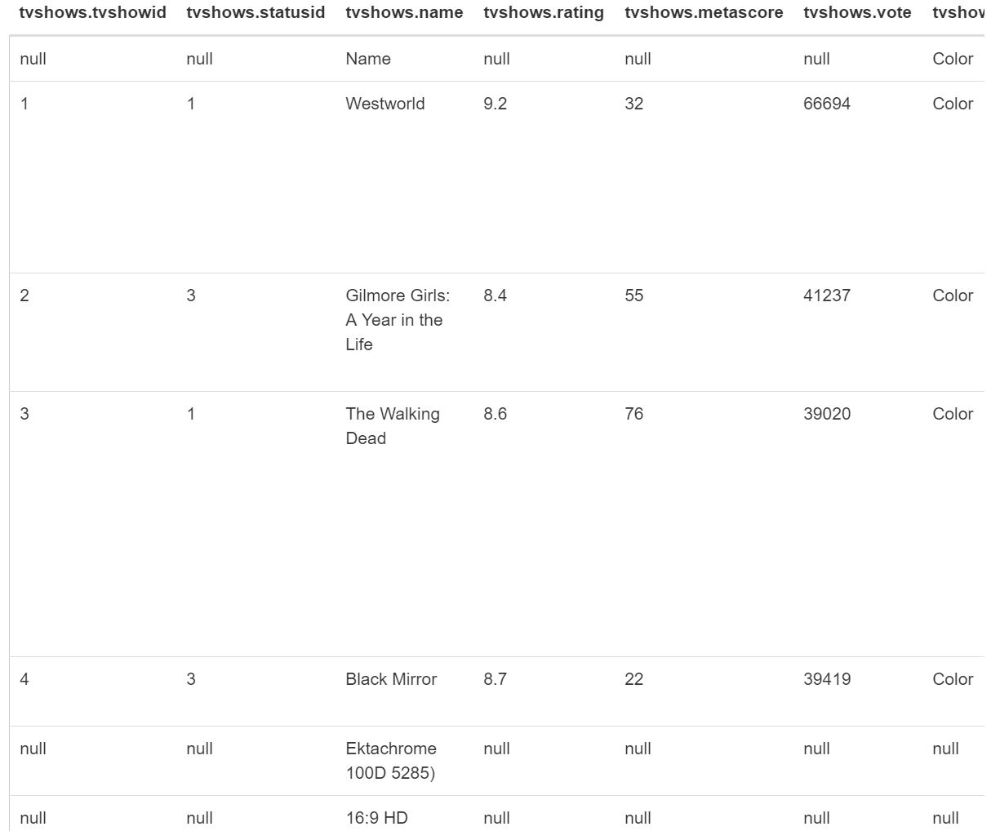 tvshows.tvshowid tvshows.statusid tvshows.name tvshows.rating tvshows.metascore tvshows.vote tvshow
null null Name null null null Color
1 1 Westworld 9.2 32 66694 Color
2 3 Gilmore Girls: 8.4 55 41237 Color
A Year in the
Life
3 1 The Walking 8.6 76 39020 Color
Dead
4 3 Black Mirror 8.7 22 39419 Color
null null Ektachrome null null null null
100D 5285)
null null 16:9 HD null null null null